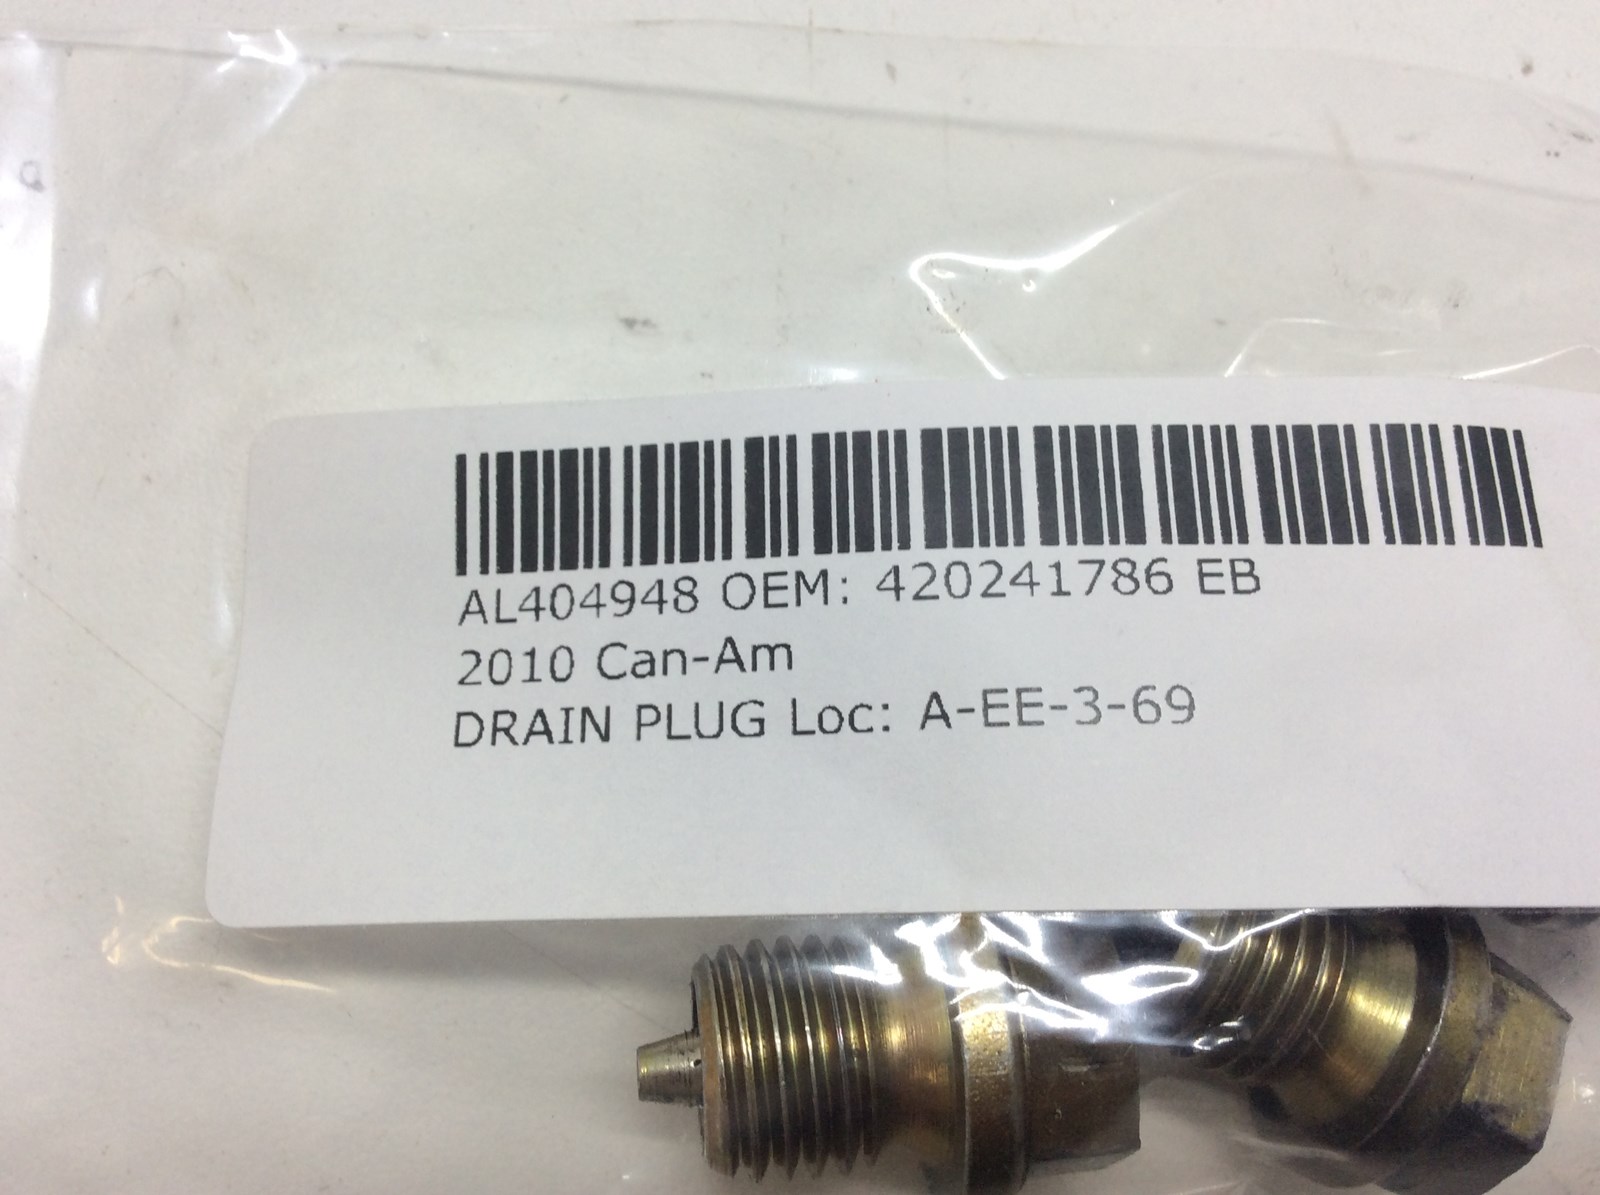 AL404948 OEM: 420241786 EB
2010 Can-Am
DRAIN PLUG Loc: A-EE-3-69